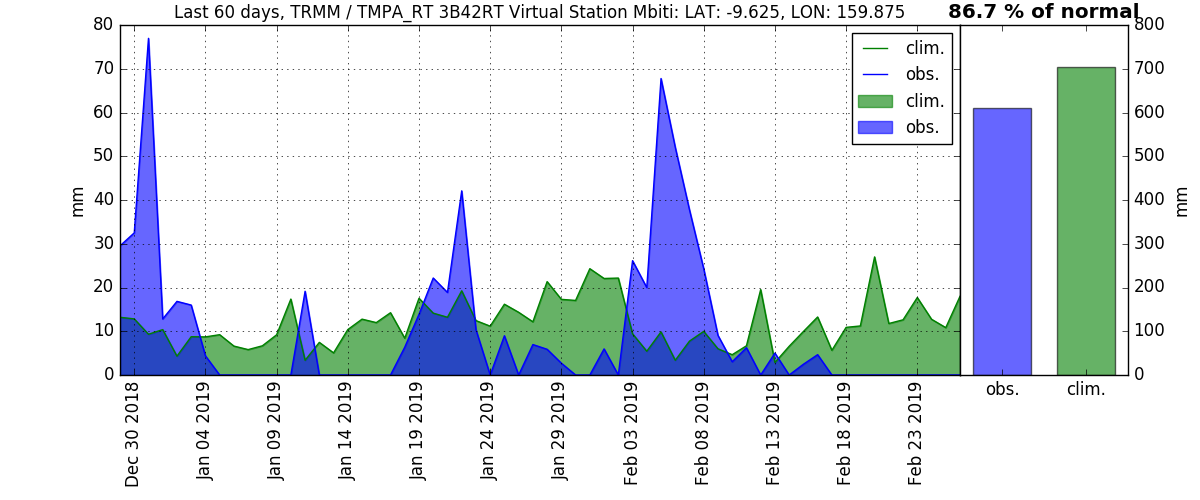 Last 60 days, TRMM / TMPA_RT 3B42RT Virtual Station Mbiti: LAT: -9.625, LON: 159.875
86.7 % of normal
80
70
60
50
40
30
20
10
0
mm
clim.
obs.
clim.
obs.
Dec 30 2018
Jan 04 2019
Jan 09 2019
Jan 14 2019
Jan 19 2019
Jan 24 2019
Jan 29 2019
Feb 03 2019
Feb 08 2019
Feb 13 2019
Feb 18 2019
Feb 23 2019
800
700
600
500
400
300
200
100
0
mm
obs.
clim.